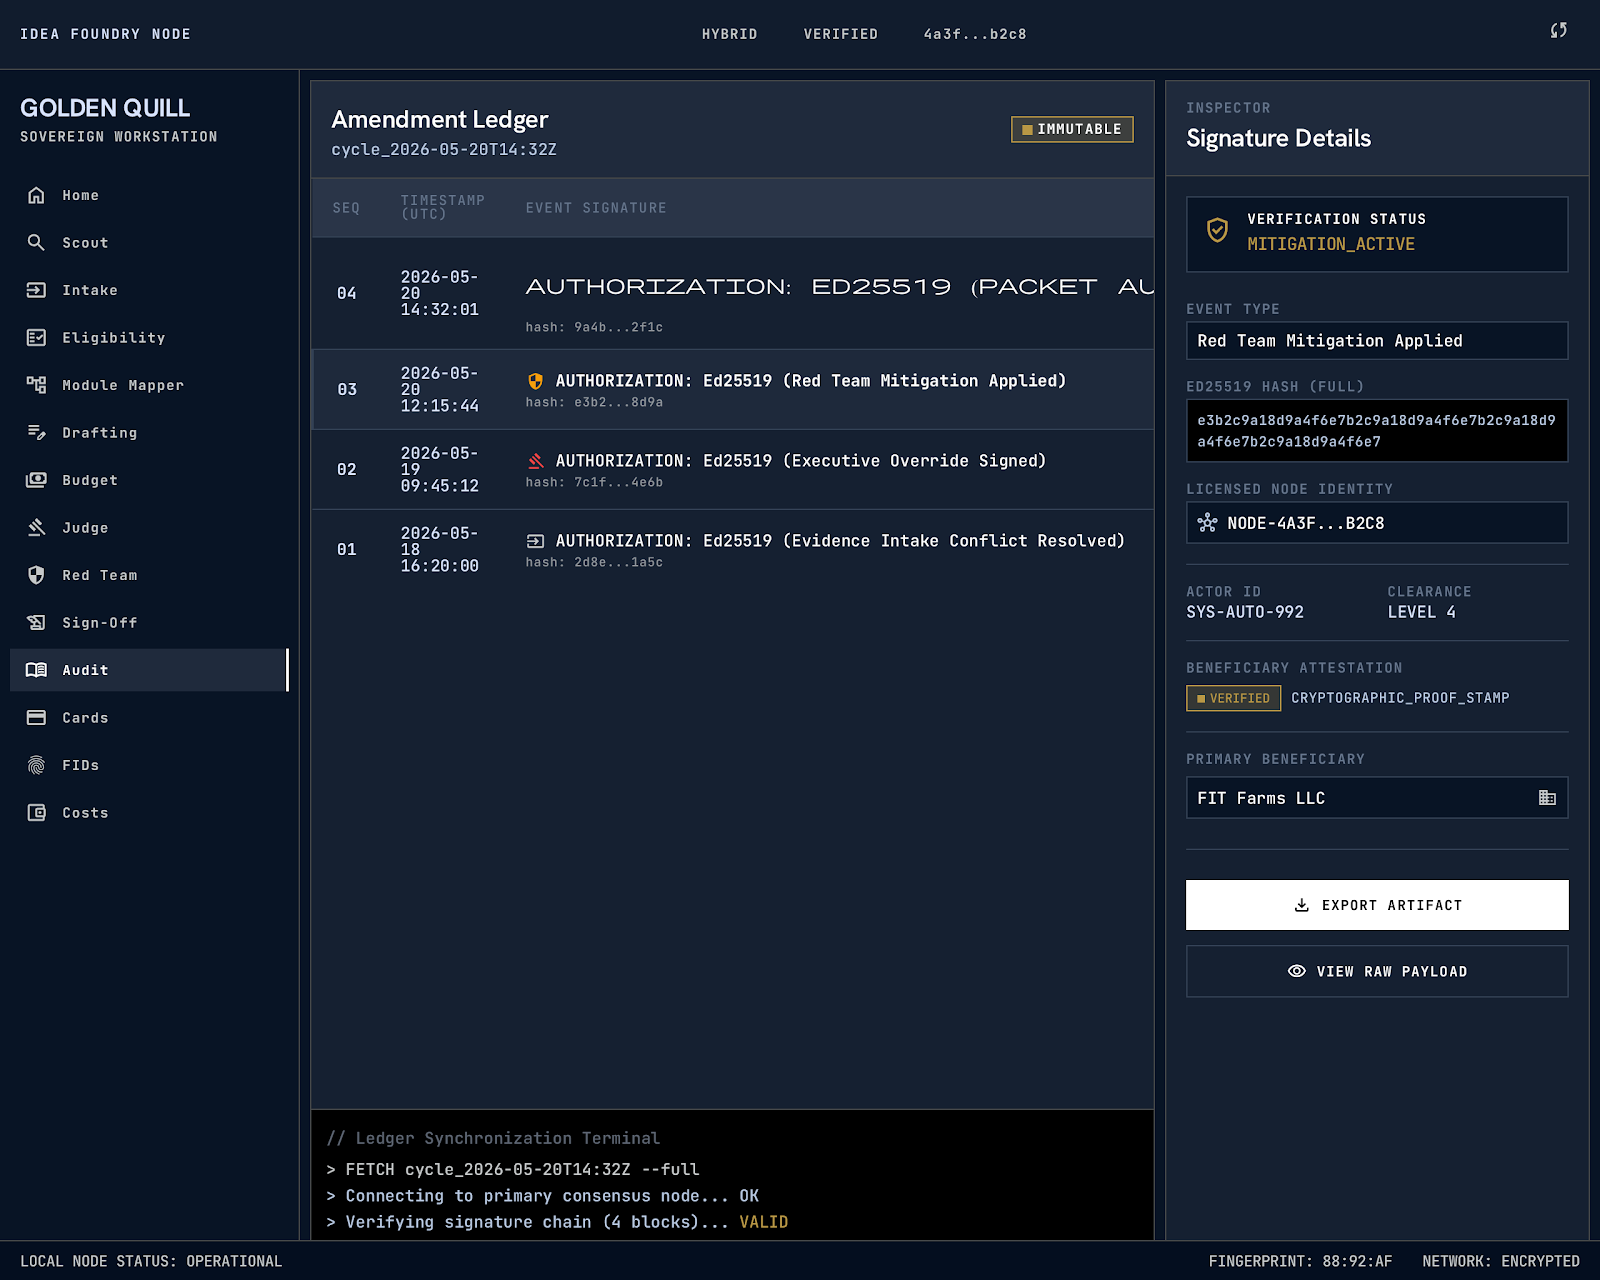 IDEA FOUNDRY NODE
HYBRID
VERIFIED
4a3f...b2c8
GOLDEN QUILL
SOVEREIGN WORKSTATION
Home
Scout
Intake
Eligibility
Module Mapper
Drafting
Budget
Judge
Red Team
Sign-Off
Audit
Cards
FIDs
Costs
Amendment Ledger
cycle_2026-05-20T14:32Z
IMMUTABLE
SEQ
TIMESTAMP
(UTC)
EVENT SIGNATURE
04
2026-05-
20
14:32:01
AUTHORIZATION: ED25519 (PACKET AU
hash: 9a4b...2f1c
03
2026-05-
20
12:15:44
AUTHORIZATION: Ed25519 (Red Team Mitigation Applied)
hash: e3b2...8d9a
02
2026-05-
19
09:45:12
AUTHORIZATION: Ed25519 (Executive Override Signed)
hash: 7c1f...4e6b
01
2026-05-
18
16:20:00
AUTHORIZATION: Ed25519 (Evidence Intake Conflict Resolved)
hash: 2d8e...1a5c
// Ledger Synchronization Terminal
> FETCH cycle_2026-05-20T14:32Z --full
> Connecting to primary consensus node... OK
> Verifying signature chain (4 blocks)... VALID
INSPECTOR
Signature Details
VERIFICATION STATUS
MITIGATION_ACTIVE
EVENT TYPE
Red Team Mitigation Applied
ED25519 HASH (FULL)
e3b2c9a18d9a4f6e7b2c9a18d9a4f6e7b2c9a18d9
a4f6e7b2c9a18d9a4f6e7
LICENSED NODE IDENTITY
NODE-4A3F...B2C8
ACTOR ID
SYS-AUTO-992
CLEARANCE
LEVEL 4
BENEFICIARY ATTESTATION
VERIFIED
CRYPTOGRAPHIC_PROOF_STAMP
PRIMARY BENEFICIARY
FIT Farms LLC
EXPORT ARTIFACT
VIEW RAW PAYLOAD
LOCAL NODE STATUS: OPERATIONAL
FINGERPRINT: 88:92:AF
NETWORK: ENCRYPTED